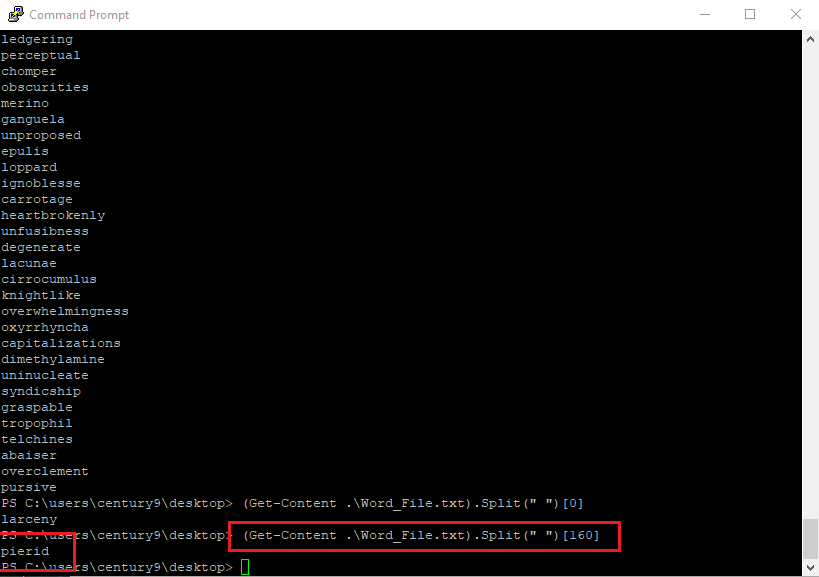 Command Prompt
ledgering
perceptual
chomper
obscurities
merino
ganguela
unproposed
epulis
loppard
ignoblesse
carrotage
heartbrokenly
unfusibness
degenerate
lacunae
cirrocumulus
knightlike
overwhelmingness
oxyrrhyncha
capitalizations
dimethylamine
uninucleate
syndicship
graspable
tropophil
telchines
abaiser
overclement
pursive
PS C:\users\century9\desktop> (Get-Content .\Word_File.txt).Split(" ")[0]
larceny
PS C:\users\century9\desktop> (Get-Content .\Word_File.txt).Split(" ")[160]
pierid
PS C:\users\century9\desktop>